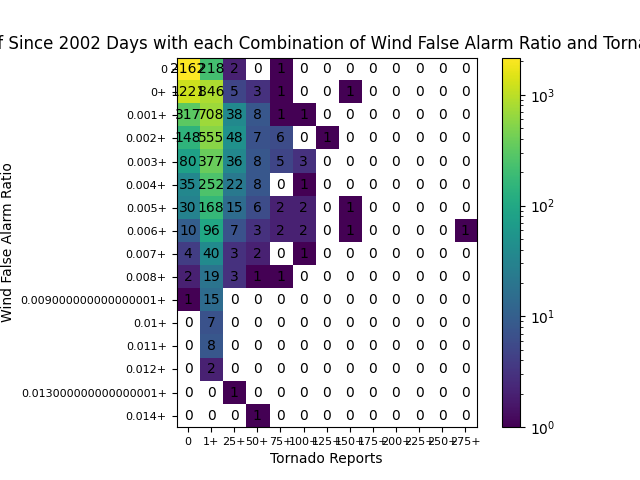 f Since 2002 Days with each Combination of Wind False Alarm Ratio and Torna
Wind False Alarm Ratio
0 2162 218 2 0 1 0 0 0 0 0 0 0 0
0+ 1221 846 5 3 1 0 0 1 0 0 0 0 0
0.001+ 317 708 38 8 1 1 0 0 0 0 0 0 0
0.002+ 148 555 48 7 6 0 1 0 0 0 0 0 0
0.003+ 80 377 36 8 5 3 0 0 0 0 0 0 0
0.004+ 35 252 22 8 0 1 0 0 0 0 0 0 0
0.005+ 30 168 15 6 2 2 0 1 0 0 0 0 0
0.006+ 10 96 7 3 2 2 0 1 0 0 0 0 1
0.007+ 4 40 3 2 0 1 0 0 0 0 0 0 0
0.008+ 2 19 3 1 1 0 0 0 0 0 0 0 0
0.009000000000000001+ 1 15 0 0 0 0 0 0 0 0 0 0 0
0.01+ 0 7 0 0 0 0 0 0 0 0 0 0 0
0.011+ 0 8 0 0 0 0 0 0 0 0 0 0 0
0.012+ 0 2 0 0 0 0 0 0 0 0 0 0 0
0.013000000000000001+ 0 0 1 0 0 0 0 0 0 0 0 0 0
0.014+ 0 0 0 1 0 0 0 0 0 0 0 0 0
0 1+ 25+ 50+ 75+ 100+ 125+ 150+ 175+ 200+ 225+ 250+ 275+
Tornado Reports
10³
10²
10¹
10⁰